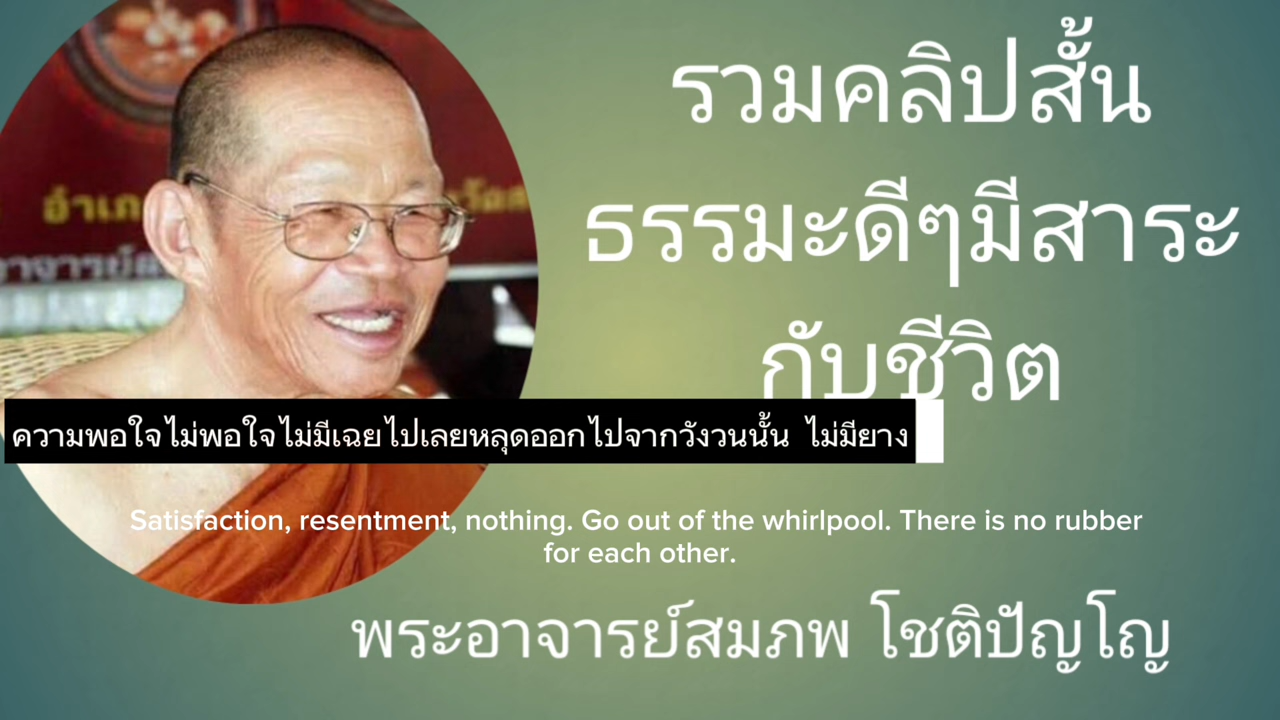 รวมคลิปสั้น
ธรรมะดีๆมีสาระ
กับชีวิต
อำเภ
ความพอใจไม่พอใจไม่มีเฉยไปเลยหลุดออกไปจากวังวนนั้น ไม่มียาง
Satisfaction, resentment, nothing. Go out of the whirlpool. There is no rubber
for each other.
พระอาจารย์สมภพ โชติปัญโญ